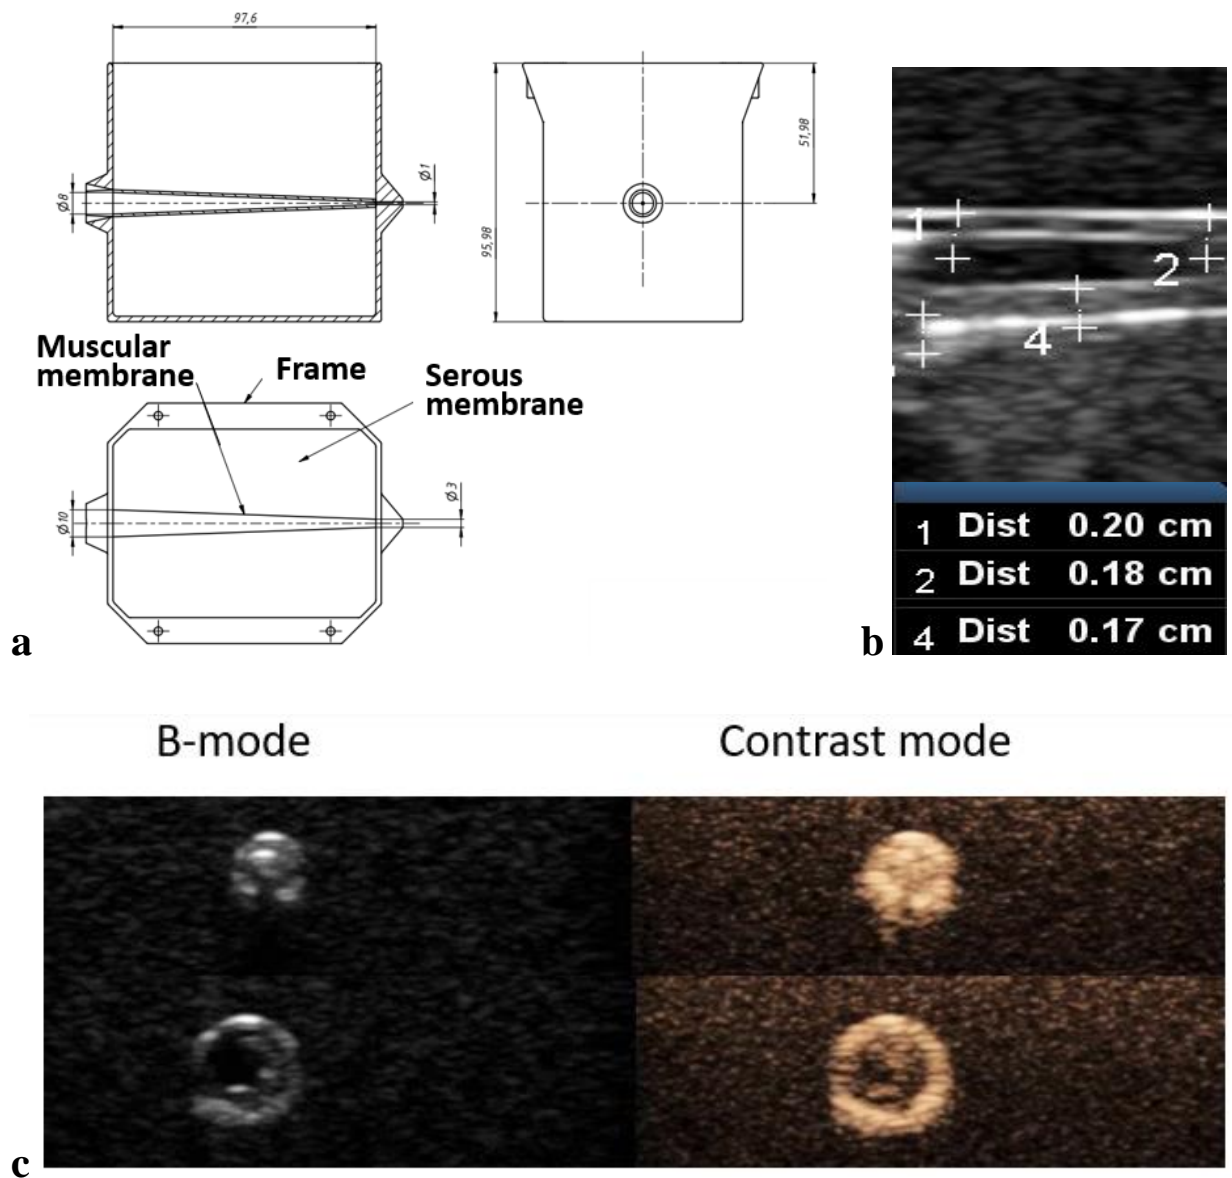 97,6
Ø8
Ø1
95,98
51,98
Muscular
membrane
Frame
Serous
membrane
Ø10
Ø3
a
1
2
4
1 Dist 0.20 cm
2 Dist 0.18 cm
4 Dist 0.17 cm
b
B-mode
Contrast mode
c